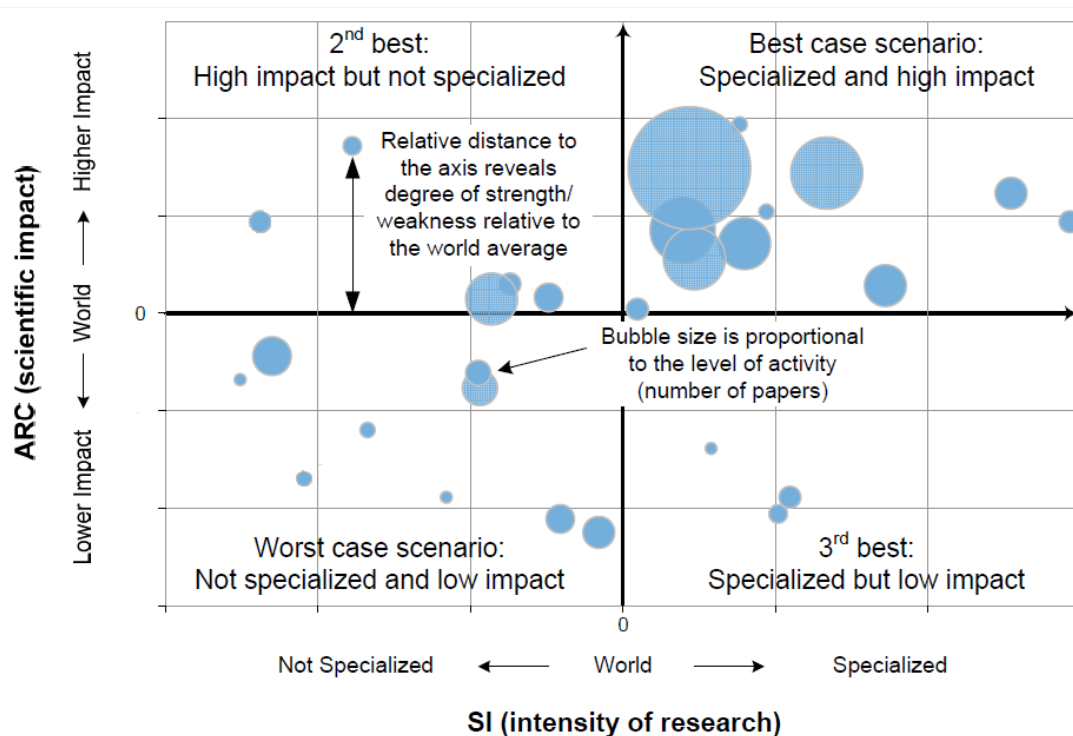 2nd best:
High impact but not specialized
Best case scenario:
Specialized and high impact
Relative distance to
the axis reveals
degree of strength/
weakness relative to
the world average
Bubble size is proportional
to the level of activity
(number of papers)
Worst case scenario:
Not specialized and low impact
3rd best:
Specialized but low impact
ARC (scientific impact)
Higher Impact
World
Lower Impact
0
0
Not Specialized
World
Specialized
SI (intensity of research)